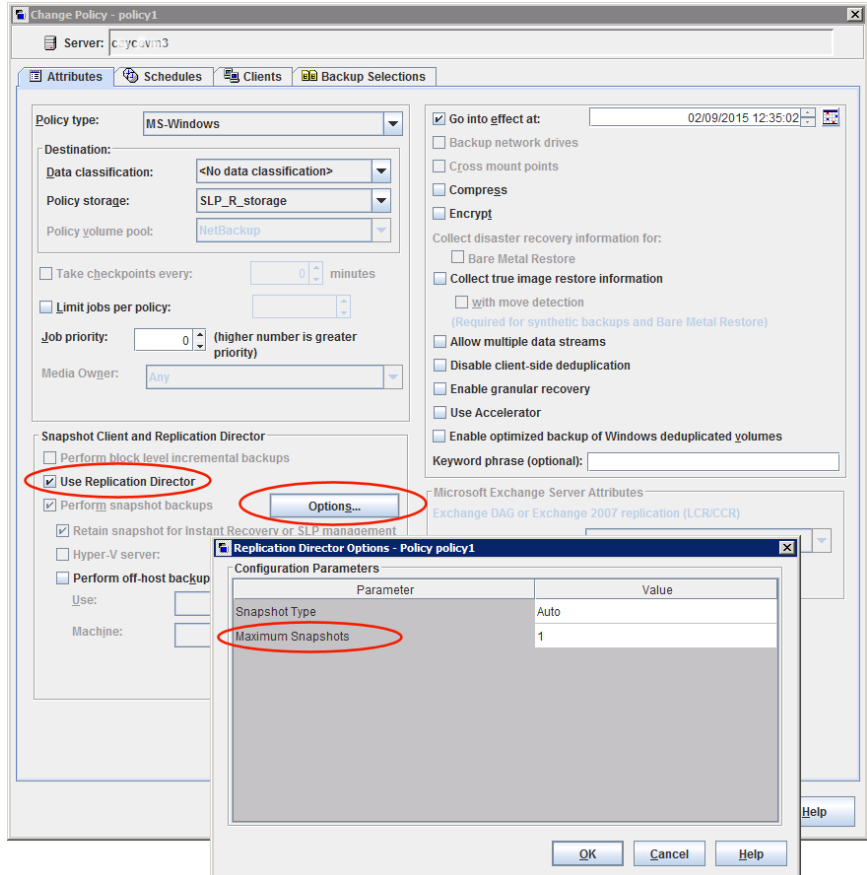 Change Policy - policy1
Server:
Attributes
Schedules
Clients
Backup Selections
Policy type:
MS-Windows
Destination:
Data classification:
<No data classification>
Policy storage:
SLP_R_storage
Policy volume pool:
NetBackup
Take checkpoints every:
0
minutes
Limit jobs per policy:
Job priority:
0
(higher number is greater
priority)
Media Owner:
Any
Snapshot Client and Replication Director
Perform block level incremental backups
Use Replication Director
Perform snapshot backups
Options...
Retain snapshot for Instant Recovery or SLP management
Hyper-V server:
Perform off-host backup
Use:
Machine:
Go into effect at:
02/09/2015 12:35:02
Backup network drives
Cross mount points
Compress
Encrypt
Collect disaster recovery information for:
Bare Metal Restore
Collect true image restore information
with move detection
(Required for synthetic backups and Bare Metal Restore)
Allow multiple data streams
Disable client-side deduplication
Enable granular recovery
Use Accelerator
Enable optimized backup of Windows deduplicated volumes
Keyword phrase (optional):
Microsoft Exchange Server Attributes
Exchange DAG or Exchange 2007 replication (LCR/CCR)
Replication Director Options - Policy policy1
Configuration Parameters
Parameter
Value
Snapshot Type
Auto
Maximum Snapshots
1
OK
Cancel
Help
Help